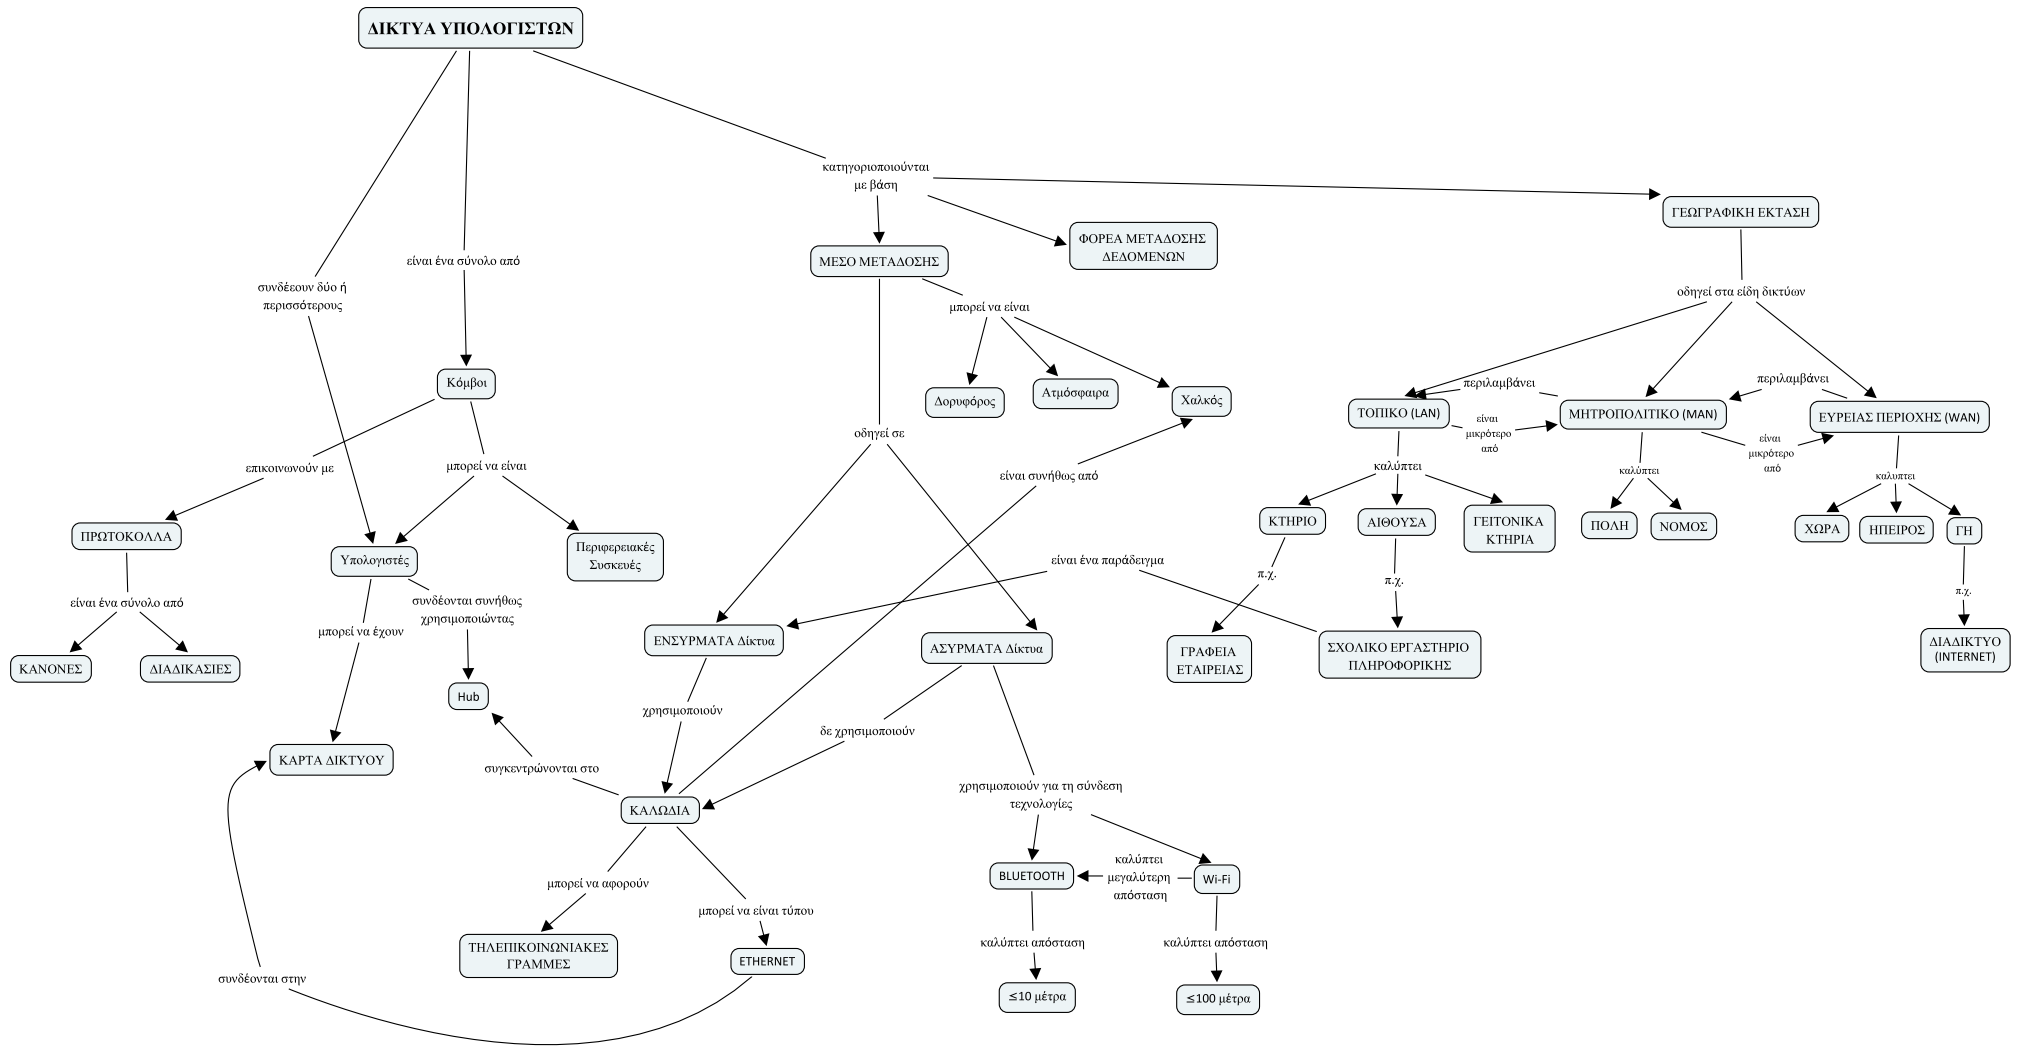 ΔΙΚΤΥΑ ΥΠΟΛΟΓΙΣΤΩΝ
κατηγοριοποιούνται
με βάση
ΓΕΩΓΡΑΦΙΚΗ ΕΚΤΑΣΗ
ΦΟΡΕΑ ΜΕΤΑΔΟΣΗΣ
ΔΕΔΟΜΕΝΩΝ
ΜΕΣΟ ΜΕΤΑΔΟΣΗΣ
είναι ένα σύνολο από
συνδέεουν δύο ή
περισσότερους
μπορεί να είναι
οδηγεί στα είδη δικτύων
Κόμβοι
Δορυφόρος
Ατμόσφαιρα
Χαλκός
περιλαμβάνει
περιλαμβάνει
ΤΟΠΙΚΟ (LAN)
ΜΗΤΡΟΠΟΛΙΤΙΚΟ (MAN)
ΕΥΡΕΙΑΣ ΠΕΡΙΟΧΗΣ (WAN)
είναι
μικρότερο
από
είναι
μικρότερο
από
οδηγεί σε
επικοινωνούν με
μπορεί να είναι
είναι συνήθως από
καλύπτει
καλύπτει
καλυπτει
ΚΤΗΡΙΟ
ΑΙΘΟΥΣΑ
ΓΕΙΤΟΝΙΚΑ
ΚΤΗΡΙΑ
ΠΟΛΗ
ΝΟΜΟΣ
ΧΩΡΑ
ΗΠΕΙΡΟΣ
ΓΗ
ΠΡΩΤΟΚΟΛΛΑ
Υπολογιστές
Περιφερειακές
Συσκευές
είναι ένα παράδειγμα
π.χ.
π.χ.
π.χ.
είναι ένα σύνολο από
συνδέονται συνήθως
χρησιμοποιώντας
μπορεί να έχουν
ΕΝΣΥΡΜΑΤΑ Δίκτυα
ΑΣΥΡΜΑΤΑ Δίκτυα
ΓΡΑΦΕΙΑ
ΕΤΑΙΡΕΙΑΣ
ΣΧΟΛΙΚΟ ΕΡΓΑΣΤΗΡΙΟ
ΠΛΗΡΟΦΟΡΙΚΗΣ
ΔΙΑΔΙΚΤΥΟ
(INTERNET)
ΚΑΝΟΝΕΣ
ΔΙΑΔΙΚΑΣΙΕΣ
Hub
χρησιμοποιούν
δε χρησιμοποιούν
ΚΑΡΤΑ ΔΙΚΤΥΟΥ
συγκεντρώνονται στο
χρησιμοποιούν για τη σύνδεση
τεχνολογίες
ΚΑΛΩΔΙΑ
BLUETOOTH
καλύπτει
μεγαλύτερη
απόσταση
Wi-Fi
μπορεί να αφορούν
μπορεί να είναι τύπου
ΤΗΛΕΠΙΚΟΙΝΩΝΙΑΚΕΣ
ΓΡΑΜΜΕΣ
ETHERNET
καλύπτει απόσταση
καλύπτει απόσταση
συνδέονται στην
≤10 μέτρα
≤100 μέτρα